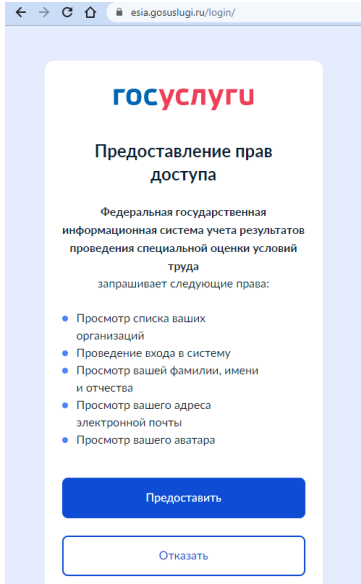 esia.gosuslugi.ru/login/
госуслуги
Предоставление прав
доступа
Федеральная государственная
информационная система учета результатов
проведения специальной оценки условий
труда
запрашивает следующие права:
Просмотр списка ваших
организаций
Проведение входа в систему
Просмотр вашей фамилии, имени
и отчества
Просмотр вашего адреса
электронной почты
Просмотр вашего аватара
Предоставить
Отказать